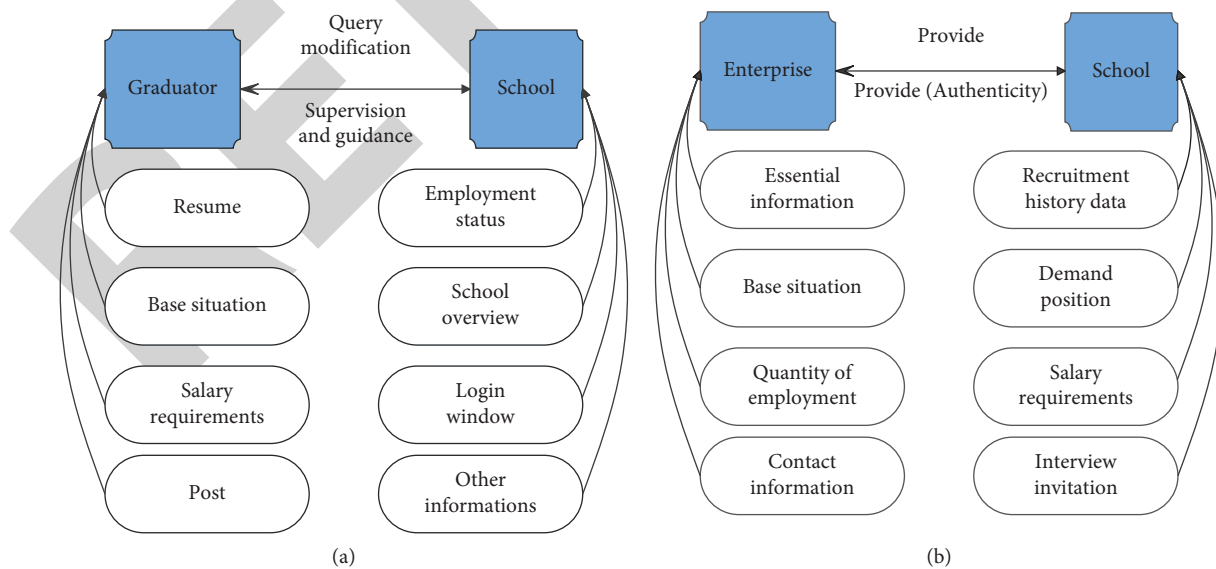 Query
modification
Graduator
School
Supervision
and guidance
Resume
Employment
status
Base situation
School
overview
Salary
requirements
Login
window
Post
Other
informations
(a)
Provide
Enterprise
School
Provide (Authenticity)
Essential
information
Recruitment
history data
Base situation
Demand
position
Quantity of
employment
Salary
requirements
Contact
information
Interview
invitation
(b)